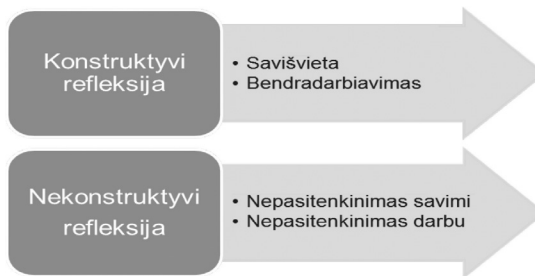 Konstruktyvi
refleksija
• Savišvieta
• Bendradarbiavimas
Nekonstruktyvi
refleksija
• Nepasitenkinimas savimi
• Nepasitenkinimas darbu